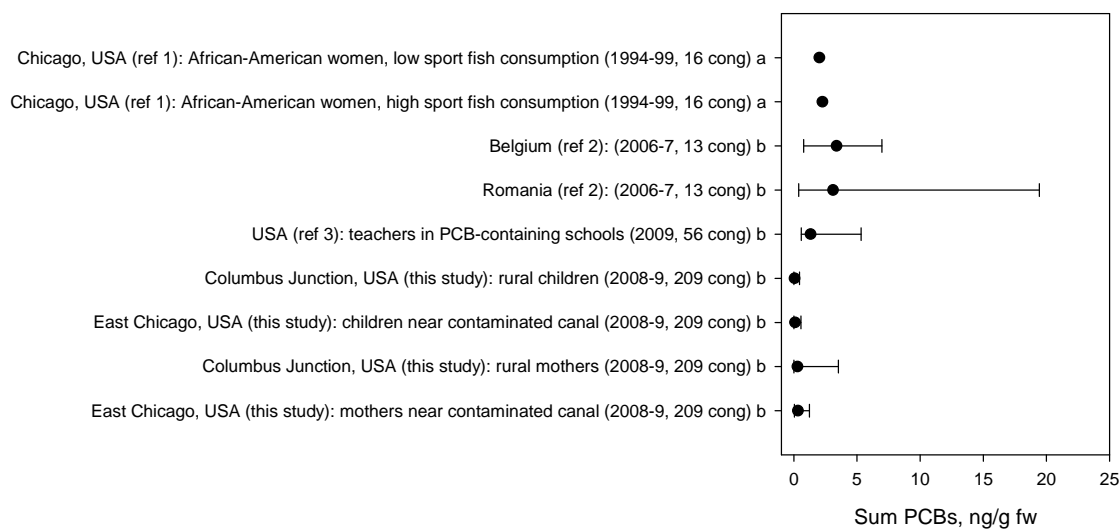 Chicago, USA (ref 1): African-American women, low sport fish consumption (1994-99, 16 cong) a
Chicago, USA (ref 1): African-American women, high sport fish consumption (1994-99, 16 cong) a
Belgium (ref 2): (2006-7, 13 cong) b
Romania (ref 2): (2006-7, 13 cong) b
USA (ref 3): teachers in PCB-containing schools (2009, 56 cong) b
Columbus Junction, USA (this study): rural children (2008-9, 209 cong) b
East Chicago, USA (this study): children near contaminated canal (2008-9, 209 cong) b
Columbus Junction, USA (this study): rural mothers (2008-9, 209 cong) b
East Chicago, USA (this study): mothers near contaminated canal (2008-9, 209 cong) b
0 5 10 15 20 25
Sum PCBs, ng/g fw